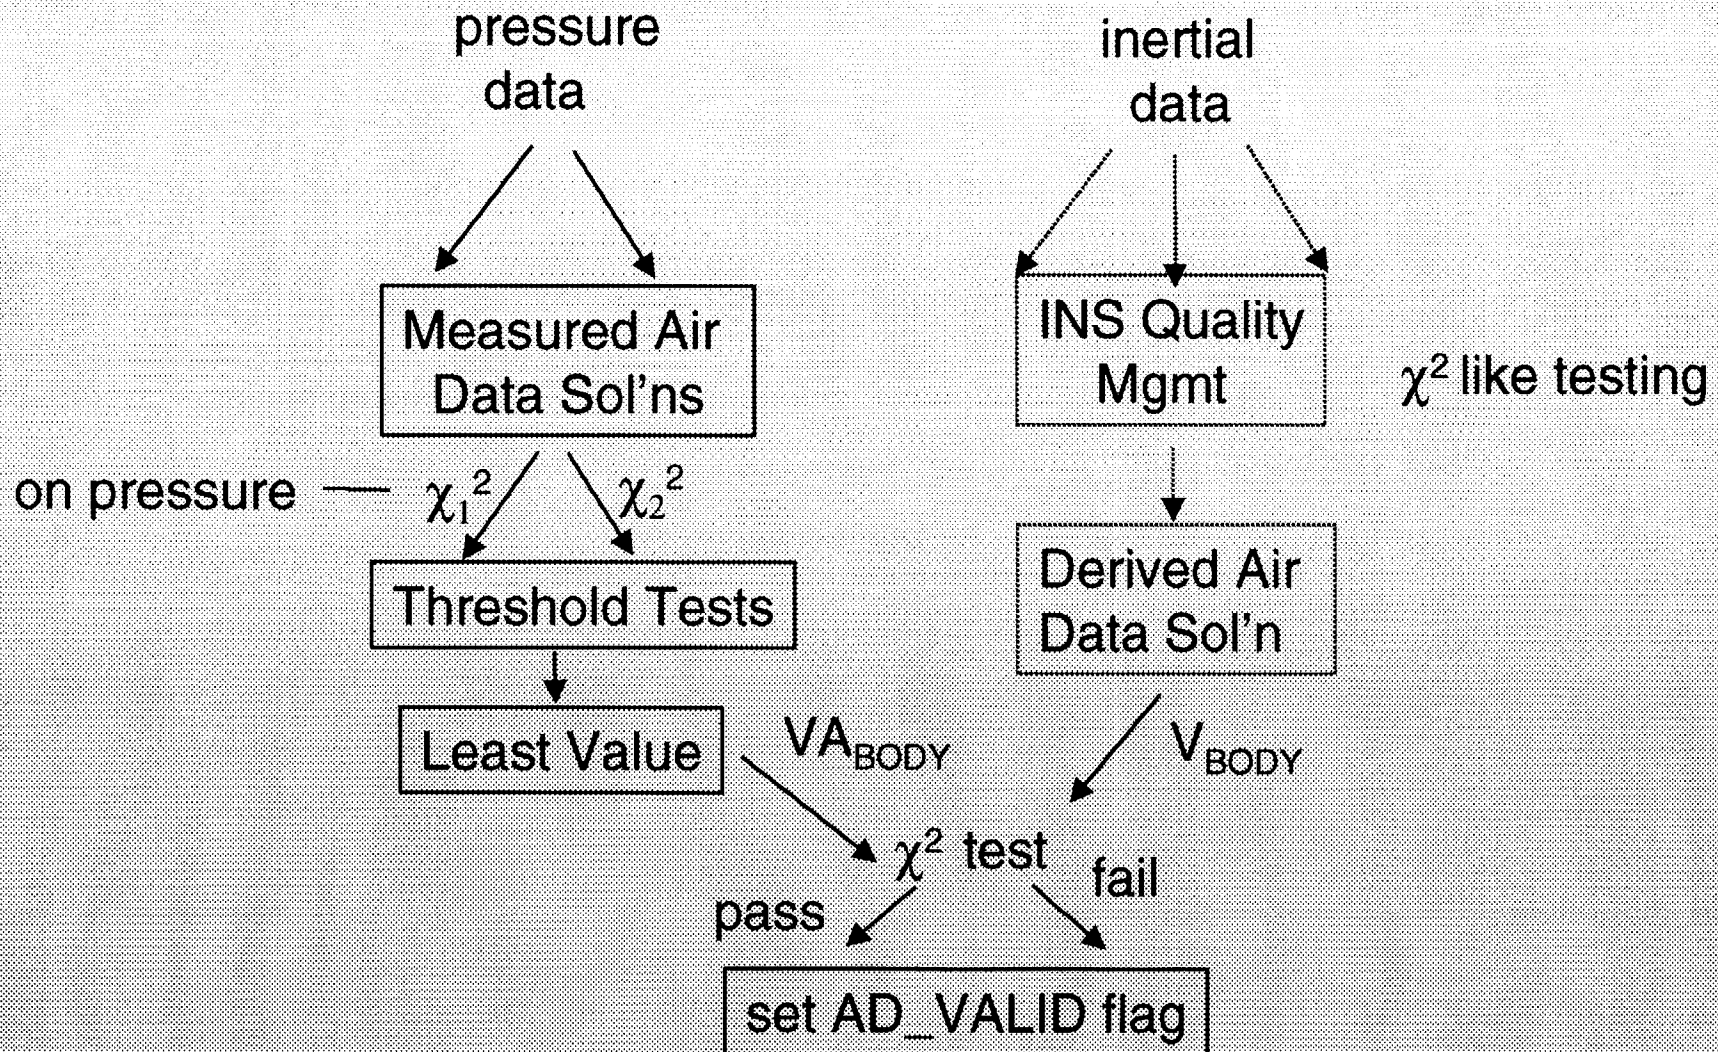 pressure
data
inertial
data
Measured Air
Data Sol'ns
INS Quality
Mgmt
χ² like testing
on pressure
χ₁²
χ₂²
Threshold Tests
Derived Air
Data Sol'n
Least Value
VA_BODY
V_BODY
χ² test
pass
fail
set AD_VALID flag